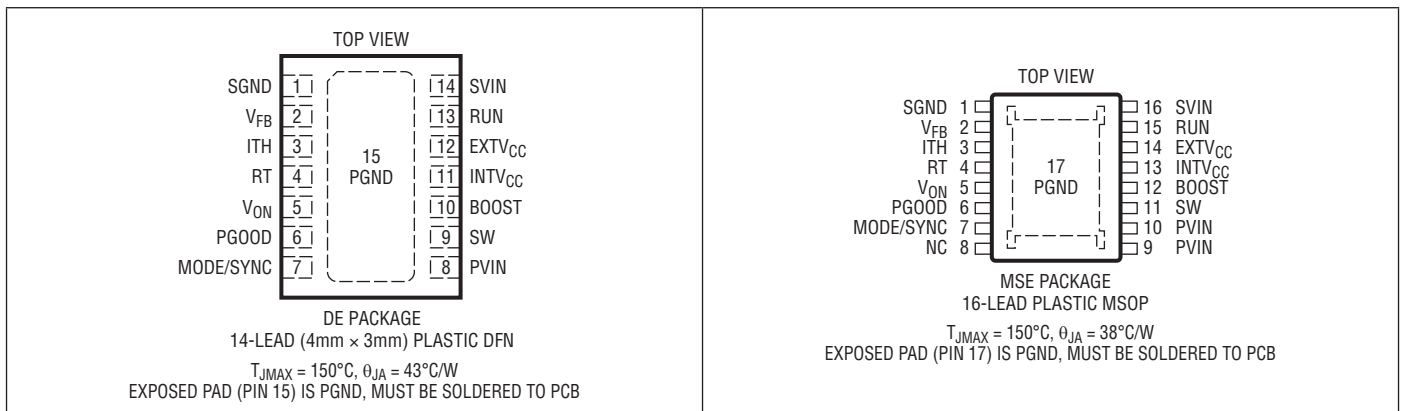 TOP VIEW
SGND 1
V_FB 2
ITH 3
RT 4
V_ON 5
PGOOD 6
MODE/SYNC 7
14 SVIN
13 RUN
12 EXTV_CC
11 INTV_CC
10 BOOST
9 SW
8 PVIN
15
PGND
DE PACKAGE
14-LEAD (4mm × 3mm) PLASTIC DFN
T_JMAX = 150°C, θ_JA = 43°C/W
EXPOSED PAD (PIN 15) IS PGND, MUST BE SOLDERED TO PCB
TOP VIEW
SGND 1
V_FB 2
ITH 3
RT 4
V_ON 5
PGOOD 6
MODE/SYNC 7
NC 8
16 SVIN
15 RUN
14 EXTV_CC
13 INTV_CC
12 BOOST
11 SW
10 PVIN
9 PVIN
17
PGND
MSE PACKAGE
16-LEAD PLASTIC MSOP
T_JMAX = 150°C, θ_JA = 38°C/W
EXPOSED PAD (PIN 17) IS PGND, MUST BE SOLDERED TO PCB